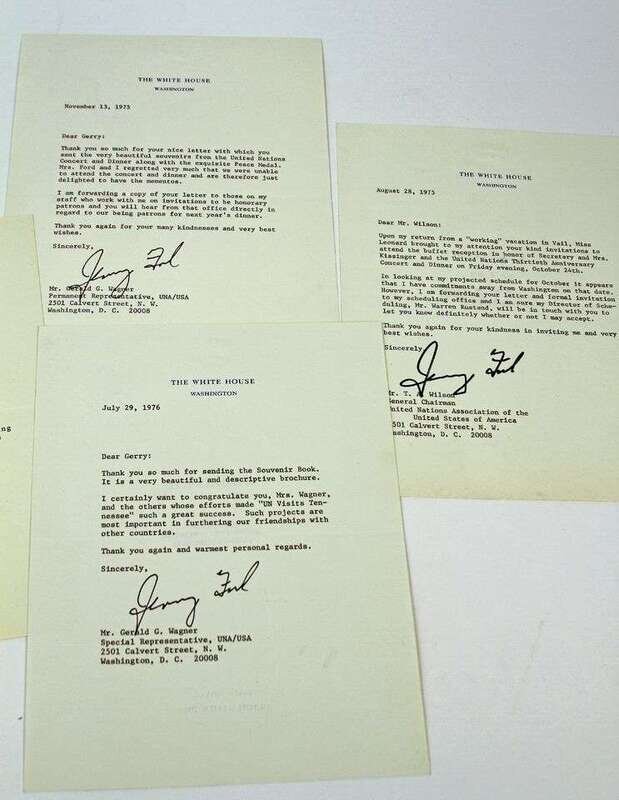 THE WHITE HOUSE
WASHINGTON
November 13, 1975
Dear Gerry:
Thank you so much for your nice letter with which you
sent the very beautiful souvenirs from the United Nations
Concert and Dinner along with the exquisite Peace Medal.
Mrs. Ford and I regretted very much that we were unable
to attend the concert and dinner and are therefore just
delighted to have the mementos.
I am forwarding a copy of your letter to those on my
staff who work with me on invitations to be honorary
patrons and you will hear from that office directly in
regard to our being patrons for next year's dinner.
Thank you again for your many kindnesses and very best
wishes.
Sincerely,
Jerry Ford
Mr. Gerald G. Wagner
Permanent Representative, UNA/USA
2501 Calvert Street, N. W.
Washington, D. C. 20008
THE WHITE HOUSE
WASHINGTON
August 28, 1975
Dear Mr. Wilson:
Upon my return from a "working" vacation in Vail, Miss
Leonard brought to my attention your kind invitations to
attend the buffet reception in honor of Secretary and Mrs.
Kissinger and the United Nations Thirtieth Anniversary
Concert and Dinner on Friday evening, October 24th.
In looking at my projected schedule for October it appears
that I have commitments away from Washington on that date.
However, I am forwarding your letter and formal invitation
to my scheduling office and I am sure my Director of Sche-
duling, Mr. Warren Rustand, will be in touch with you to
let you know definitely whether or not I may accept.
Thank you again for your kindness in inviting me and very
best wishes.
Sincerely,
Jerry Ford
Mr. T. A. Wilson
General Chairman
United Nations Association of the
United States of America
2501 Calvert Street, N. W.
Washington, D. C. 20008
ng
THE WHITE HOUSE
WASHINGTON
July 29, 1976
Dear Gerry:
Thank you so much for sending the Souvenir Book.
It is a very beautiful and descriptive brochure.
I certainly want to congratulate you, Mrs. Wagner,
and the others whose efforts made "UN Visits Ten-
nessee" such a great success. Such projects are
most important in furthering our friendships with
other countries.
Thank you again and warmest personal regards.
Sincerely,
Jerry Ford
Mr. Gerald G. Wagner
Special Representative, UNA/USA
2501 Calvert Street, N. W.
Washington, D. C. 20008